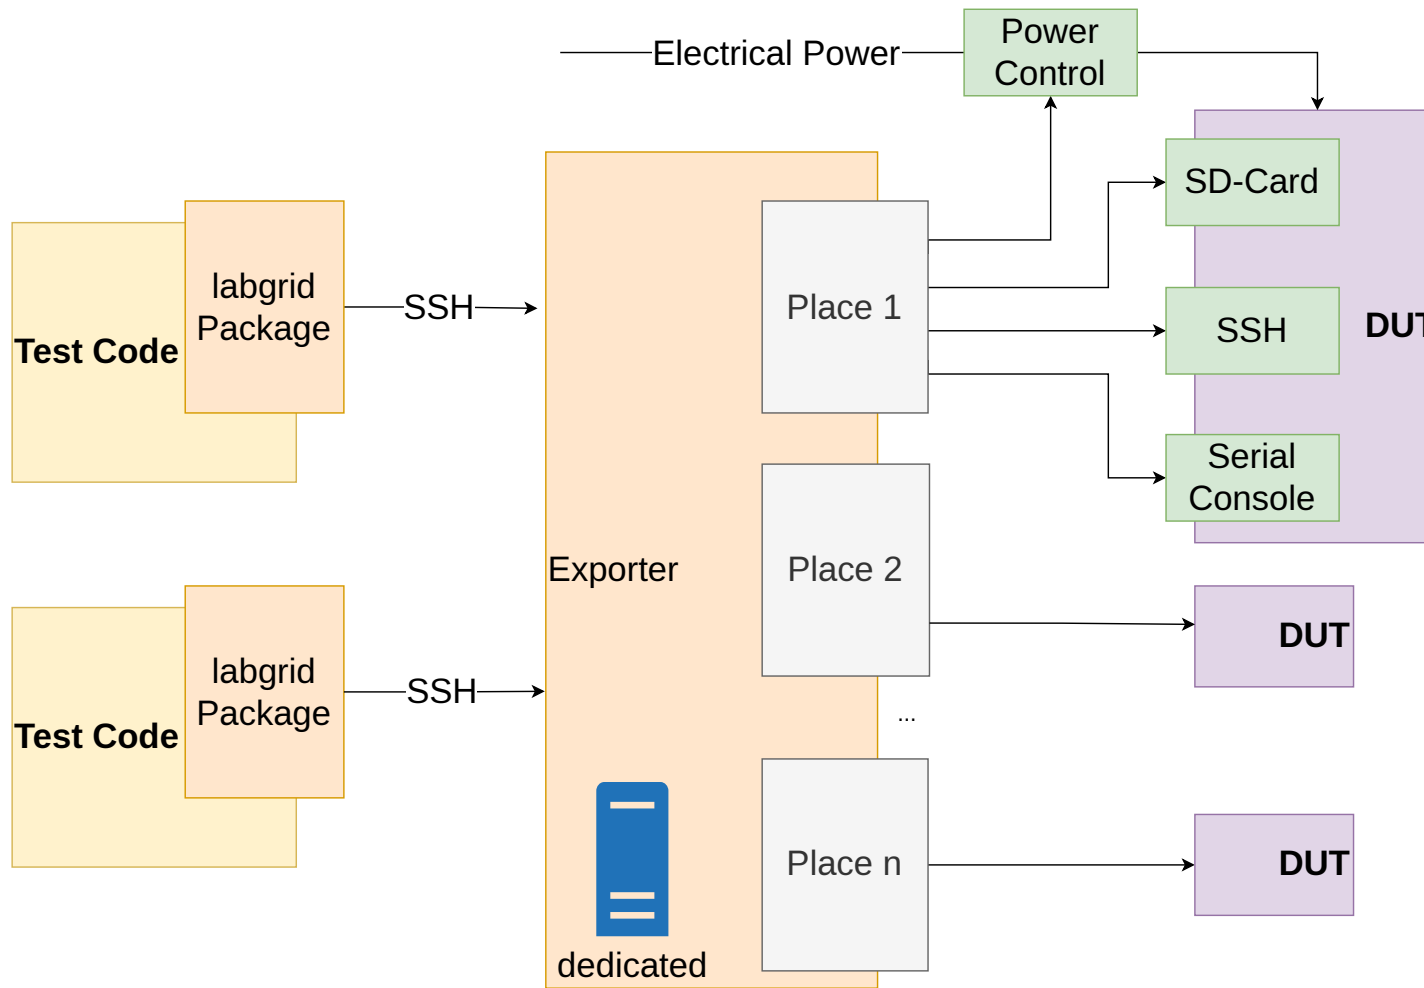 Electrical Power
Power
Control
SD-Card
labgrid
Package
SSH
Test Code
Place 1
SSH
DUT
Serial
Console
Exporter
Place 2
DUT
labgrid
Package
SSH
Test Code
...
Place n
DUT
dedicated